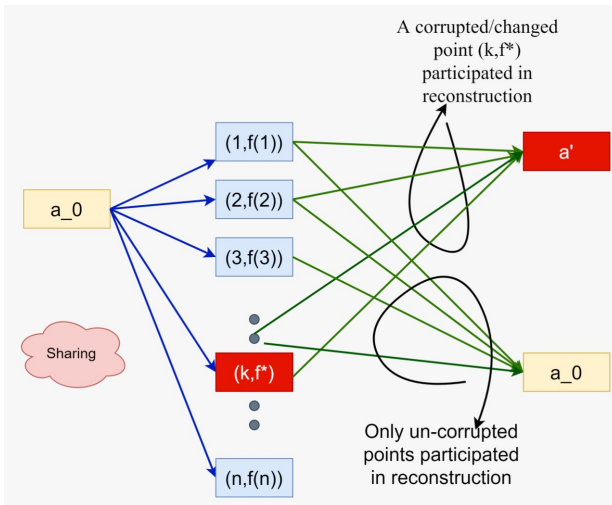 A corrupted/changed
point (k,f*)
participated in
reconstruction
(1,f(1))
a'
(2,f(2))
a_0
(3,f(3))
Sharing
(k,f*)
a_0
Only un-corrupted
points participated
in reconstruction
(n,f(n))